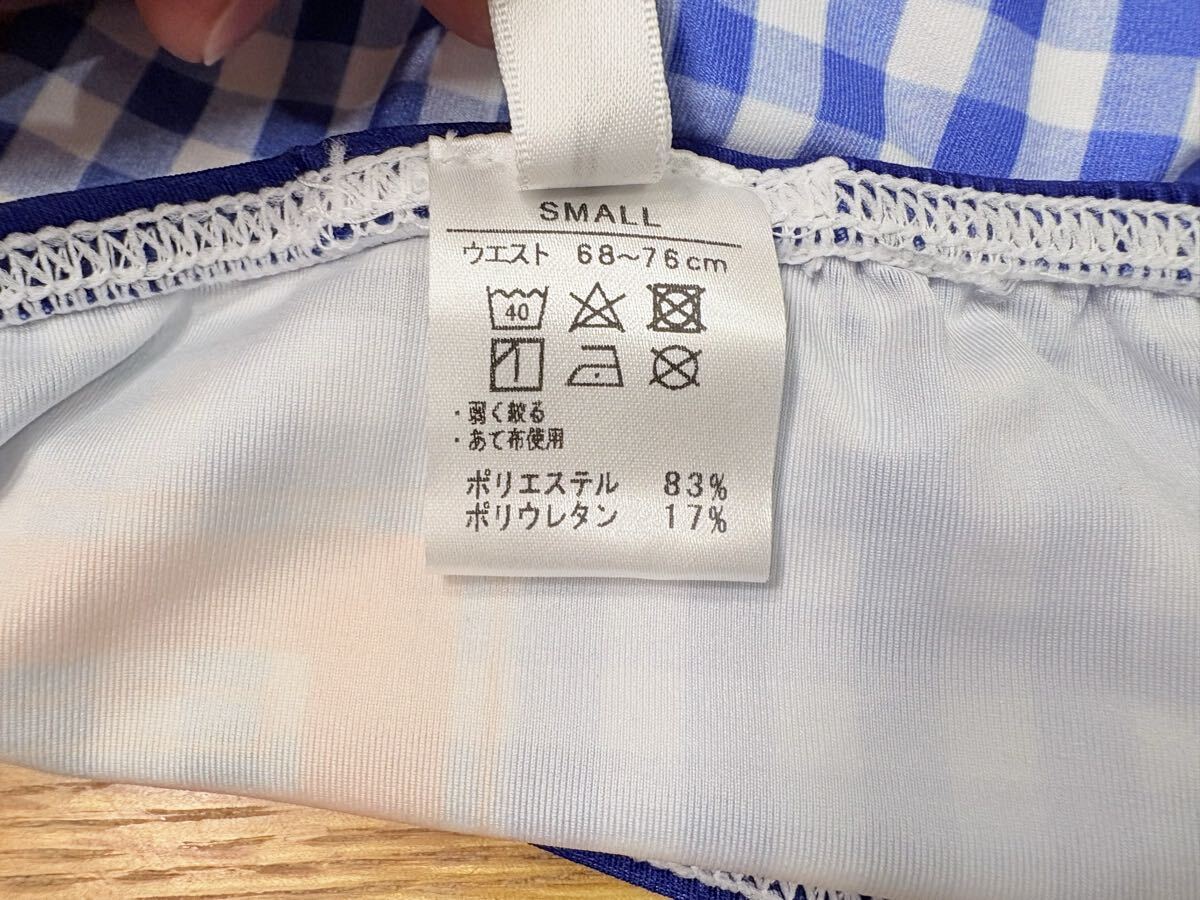 SMALL
ウエスト 68～76cm
40
・弱く絞る
・あて布使用
ポリエステル 83%
ポリウレタン 17%